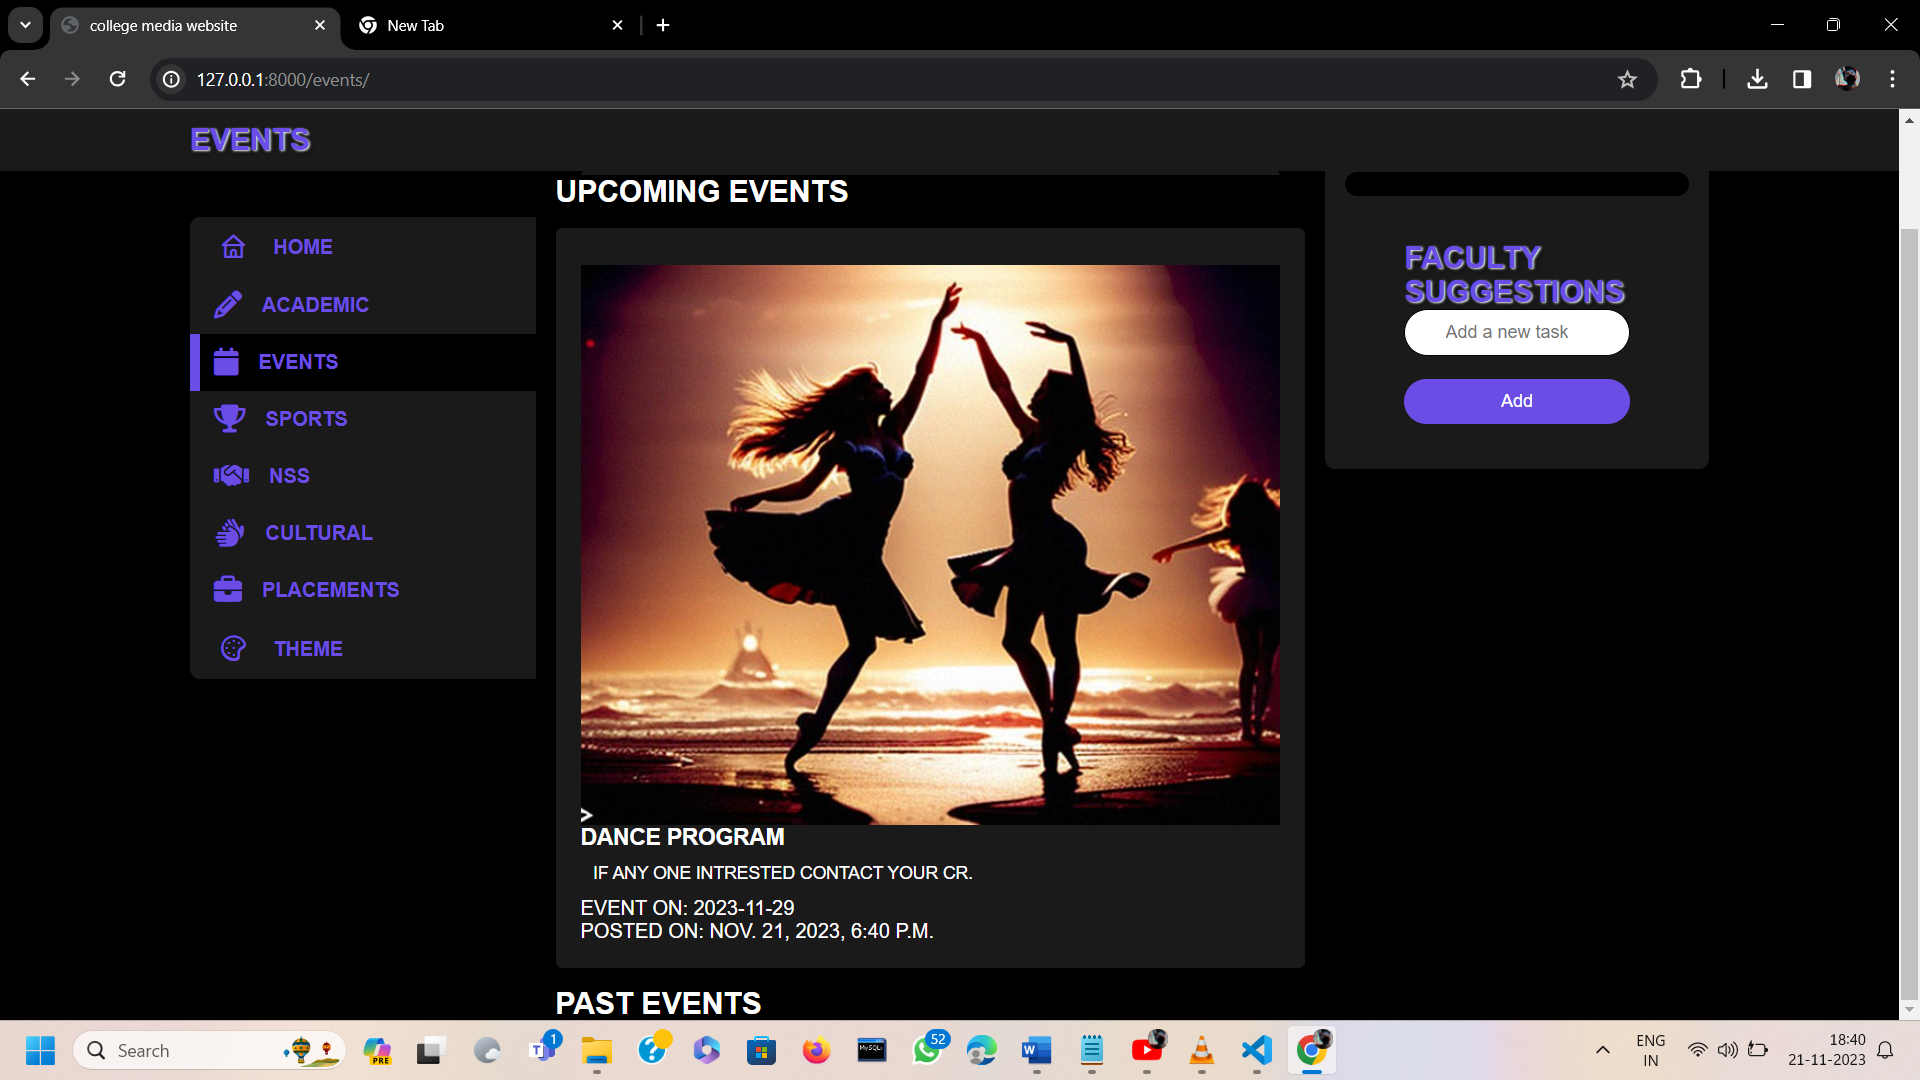 college media website
New Tab
127.0.0.1:8000/events/
EVENTS
HOME
ACADEMIC
EVENTS
SPORTS
NSS
CULTURAL
PLACEMENTS
THEME
UPCOMING EVENTS
DANCE PROGRAM
IF ANY ONE INTRESTED CONTACT YOUR CR.
EVENT ON: 2023-11-29
POSTED ON: NOV. 21, 2023, 6:40 P.M.
PAST EVENTS
FACULTY
SUGGESTIONS
Add a new task
Add
Search
PRE
1
MySQL
52
ENG
IN
18:40
21-11-2023